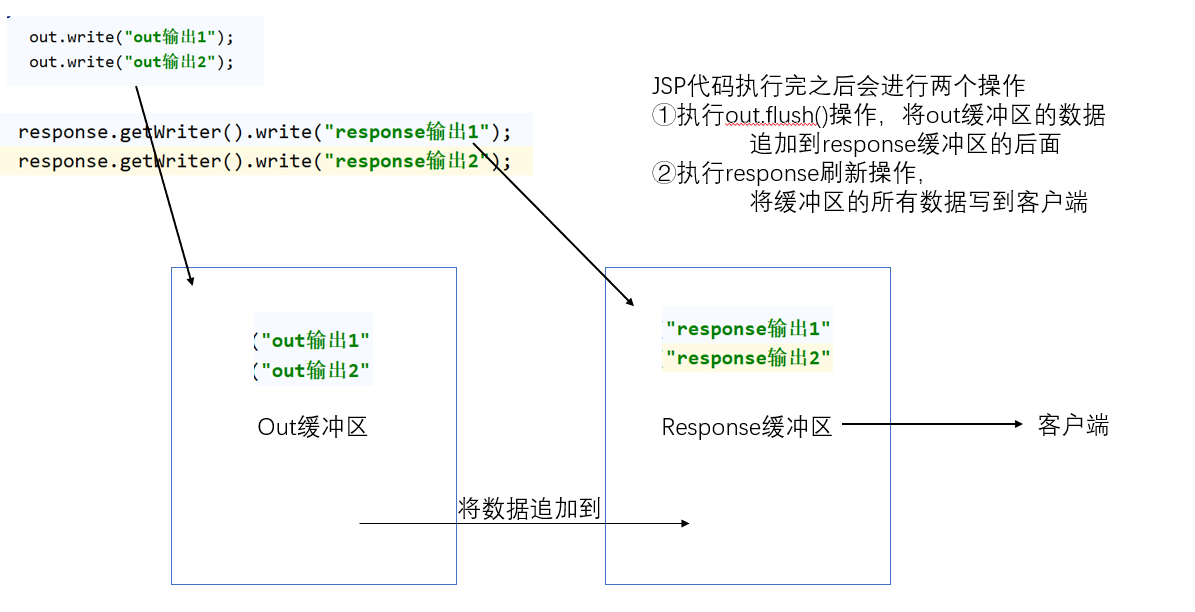 out.write("out输出1");
out.write("out输出2");
response.getWriter().write("response输出1");
response.getWriter().write("response输出2");
JSP代码执行完之后会进行两个操作
①执行out.flush()操作，将out缓冲区的数据
追加到response缓冲区的后面
②执行response刷新操作，
将缓冲区的所有数据写到客户端
("out输出1"
("out输出2"
Out缓冲区
"response输出1"
"response输出2"
Response缓冲区
客户端
将数据追加到